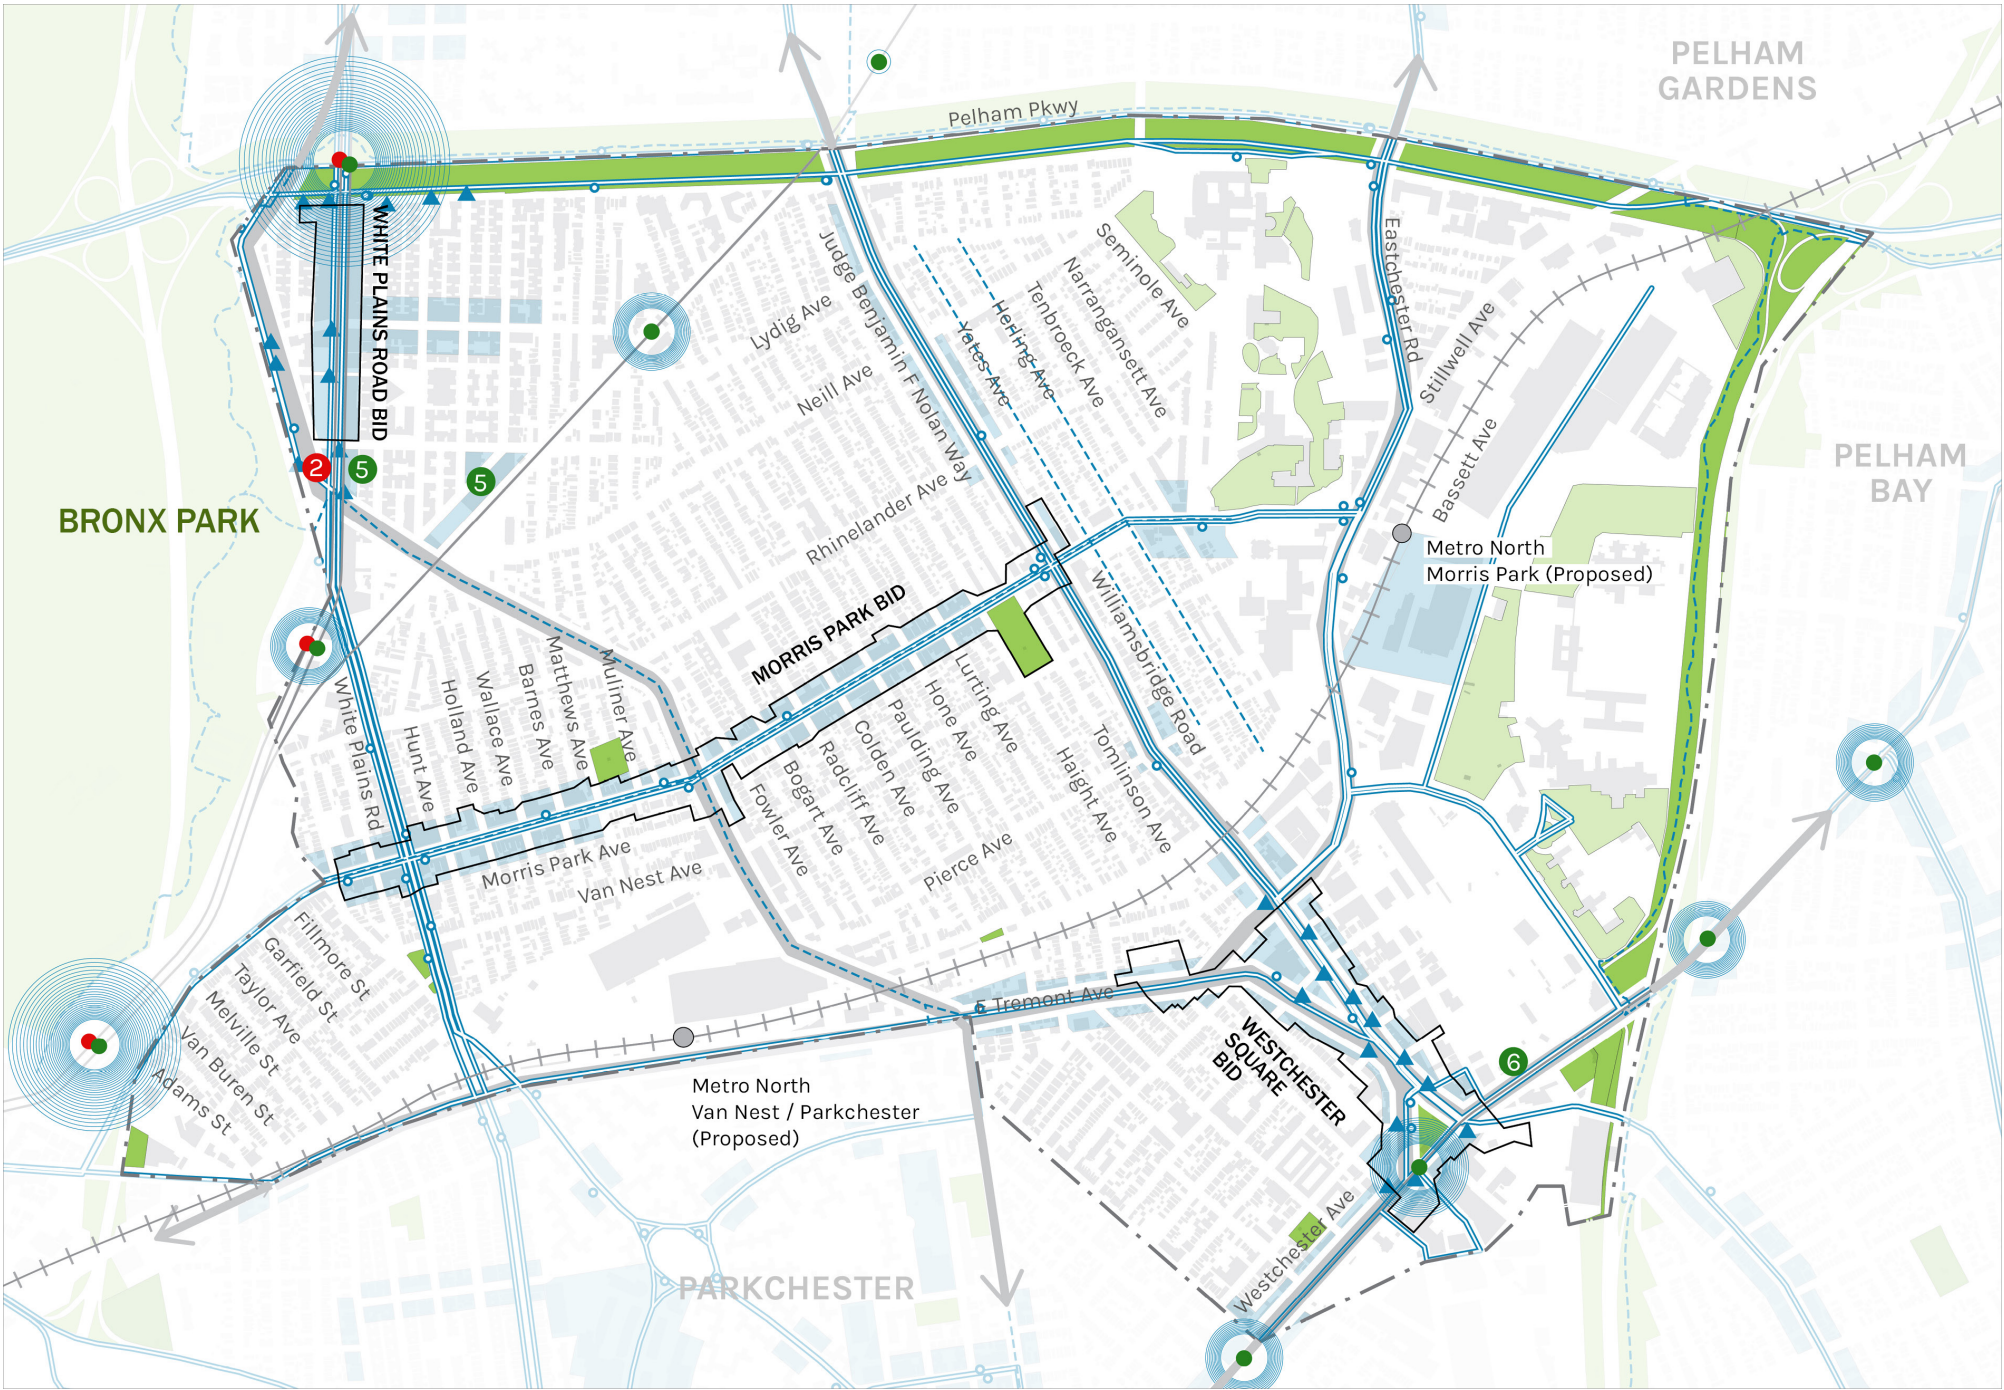 PELHAM
GARDENS
Pelham Pkwy
WHITE PLAINS ROAD BID
Judge Benjamin F Nolan Way
Lydig Ave
Neill Ave
Rhinelander Ave
Yates Ave
Hering Ave
Tenbroeck Ave
Narragansett Ave
Seminole Ave
Eastchester Rd
Stillwell Ave
Bassett Ave
PELHAM
BAY
2
5
5
BRONX PARK
Metro North
Morris Park (Proposed)
MORRIS PARK BID
Williamsbridge Road
White Plains Rd
Hunt Ave
Holland Ave
Wallace Ave
Barnes Ave
Matthews Ave
Muliner Ave
Fowler Ave
Bogart Ave
Radcliff Ave
Colden Ave
Paulding Ave
Hone Ave
Lurting Ave
Haight Ave
Tomlinson Ave
Pierce Ave
Morris Park Ave
Van Nest Ave
Fillmore St
Garfield St
Taylor Ave
Melville St
Van Buren St
Adams St
E Tremont Ave
WESTCHESTER
SQUARE
BID
6
Metro North
Van Nest / Parkchester
(Proposed)
Westchester Ave
PARKCHESTER